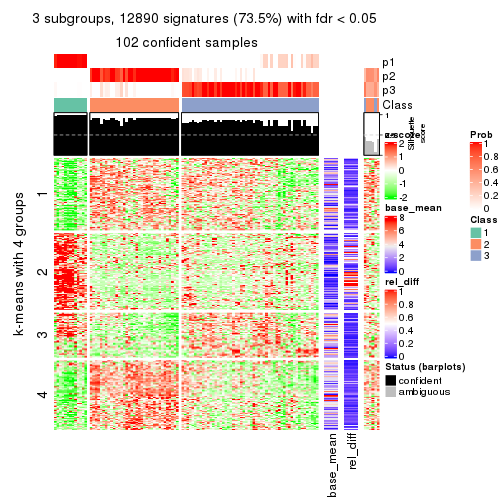 3 subgroups, 12890 signatures (73.5%) with fdr < 0.05
102 confident samples
p1
p2
p3
Class
1
Silhouette
score
k-means with 4 groups
1
2
3
4
base_mean
rel_diff
z-score
2
1
0
-1
-2
base_mean
8
6
4
2
0
rel_diff
1
0.8
0.6
0.4
0.2
0
Status (barplots)
confident
ambiguous
Prob
1
0.8
0.6
0.4
0.2
0
Class
1
2
3